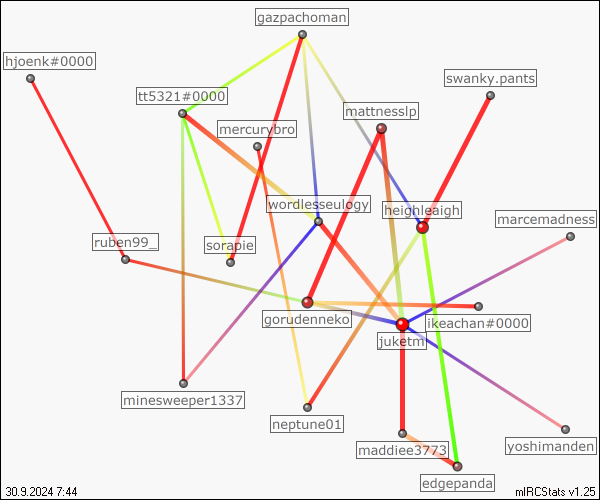 gazpachoman
hjoenk#0000
swanky.pants
tt5321#0000
mattnesslp
mercurybro
wordlesseulogy
heighleaigh
marcemadness
ruben99_
sorapie
gorudenneko
ikeachan#0000
juketm
minesweeper1337
neptune01
maddiee3773
yoshimanden
edgepanda
30.9.2024 7:44
mIRCStats v1.25